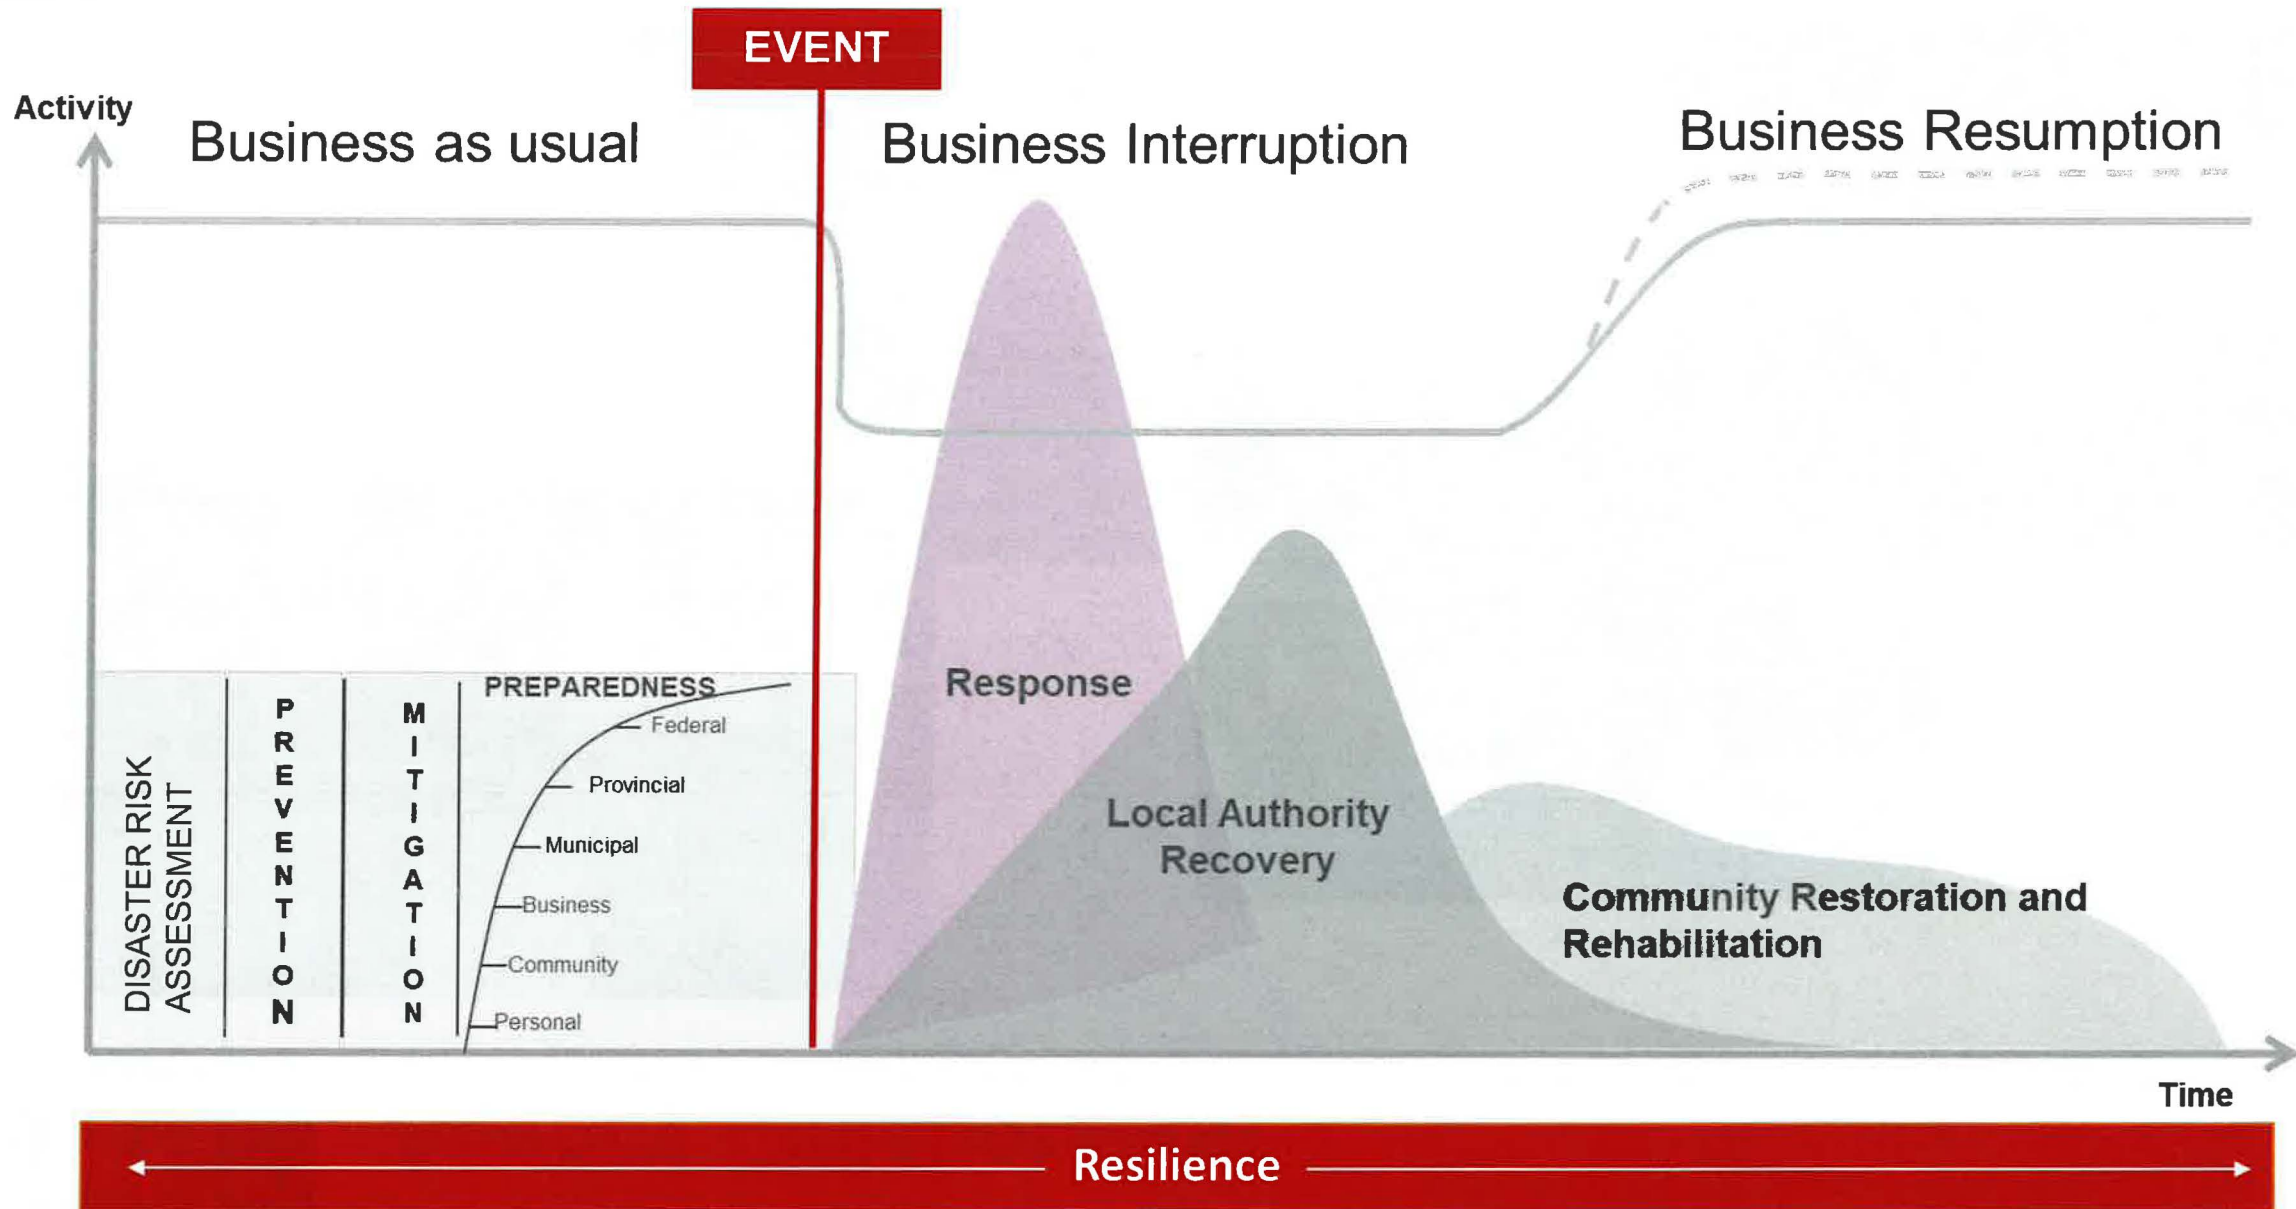 EVENT
Activity
Business as usual
Business Interruption
Business Resumption
DISASTER RISK
ASSESSMENT
PREVENTION
MITIGATION
PREPAREDNESS
Federal
Provincial
Municipal
Business
Community
Personal
Response
Local Authority
Recovery
Community Restoration and
Rehabilitation
Time
Resilience